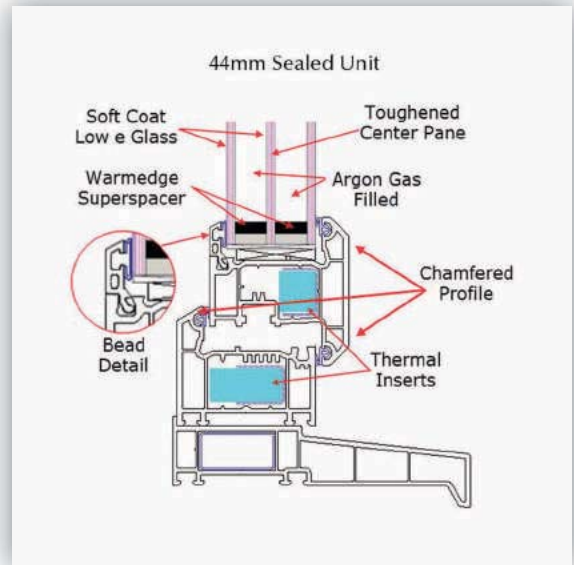 44mm Sealed Unit
Soft Coat
Low e Glass
Toughened
Center Pane
Warmedge
Superspacer
Argon Gas
Filled
Chamfered
Profile
Bead
Detail
Thermal
Inserts